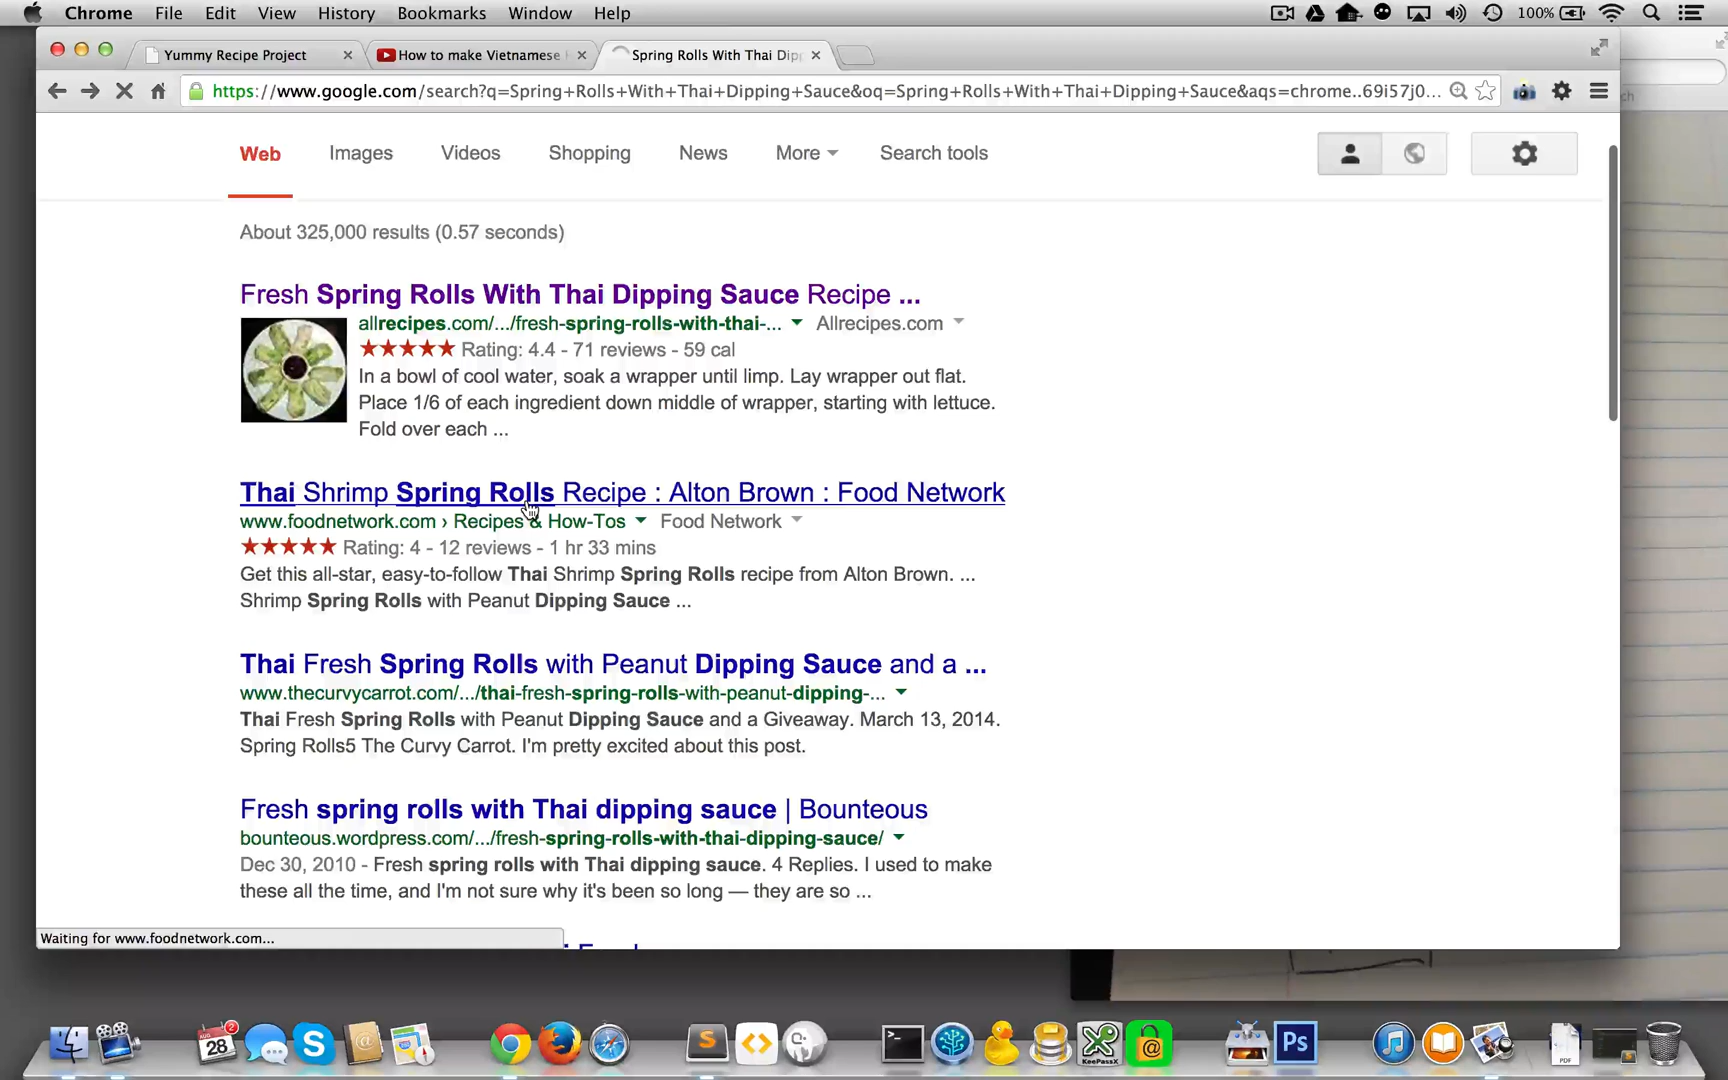 Chrome File Edit View History Bookmarks Window Help 100%
Yummy Recipe Project How to make Vietnamese Spring Rolls With Thai Dipp
https://www.google.com/search?q=Spring+Rolls+With+Thai+Dipping+Sauce&oq=Spring+Rolls+With+Thai+Dipping+Sauce&aqs=chrome..69i57j0...
Web Images Videos Shopping News More Search tools
About 325,000 results (0.57 seconds)
Fresh Spring Rolls With Thai Dipping Sauce Recipe ...
allrecipes.com/.../fresh-spring-rolls-with-thai-... Allrecipes.com
Rating: 4.4 - 71 reviews - 59 cal
In a bowl of cool water, soak a wrapper until limp. Lay wrapper out flat.
Place 1/6 of each ingredient down middle of wrapper, starting with lettuce.
Fold over each ...
Thai Shrimp Spring Rolls Recipe : Alton Brown : Food Network
www.foodnetwork.com › Recipes & How-Tos Food Network
Rating: 4 - 12 reviews - 1 hr 33 mins
Get this all-star, easy-to-follow Thai Shrimp Spring Rolls recipe from Alton Brown. ...
Shrimp Spring Rolls with Peanut Dipping Sauce ...
Thai Fresh Spring Rolls with Peanut Dipping Sauce and a ...
www.thecurvycarrot.com/.../thai-fresh-spring-rolls-with-peanut-dipping-...
Thai Fresh Spring Rolls with Peanut Dipping Sauce and a Giveaway. March 13, 2014.
Spring Rolls5 The Curvy Carrot. I'm pretty excited about this post.
Fresh spring rolls with Thai dipping sauce | Bounteous
bounteous.wordpress.com/.../fresh-spring-rolls-with-thai-dipping-sauce/
Dec 30, 2010 - Fresh spring rolls with Thai dipping sauce. 4 Replies. I used to make
these all the time, and I'm not sure why it's been so long — they are so ...
Waiting for www.foodnetwork.com...
AUG 2
28
S
@
S
KeePassX
@
Ps
PDF